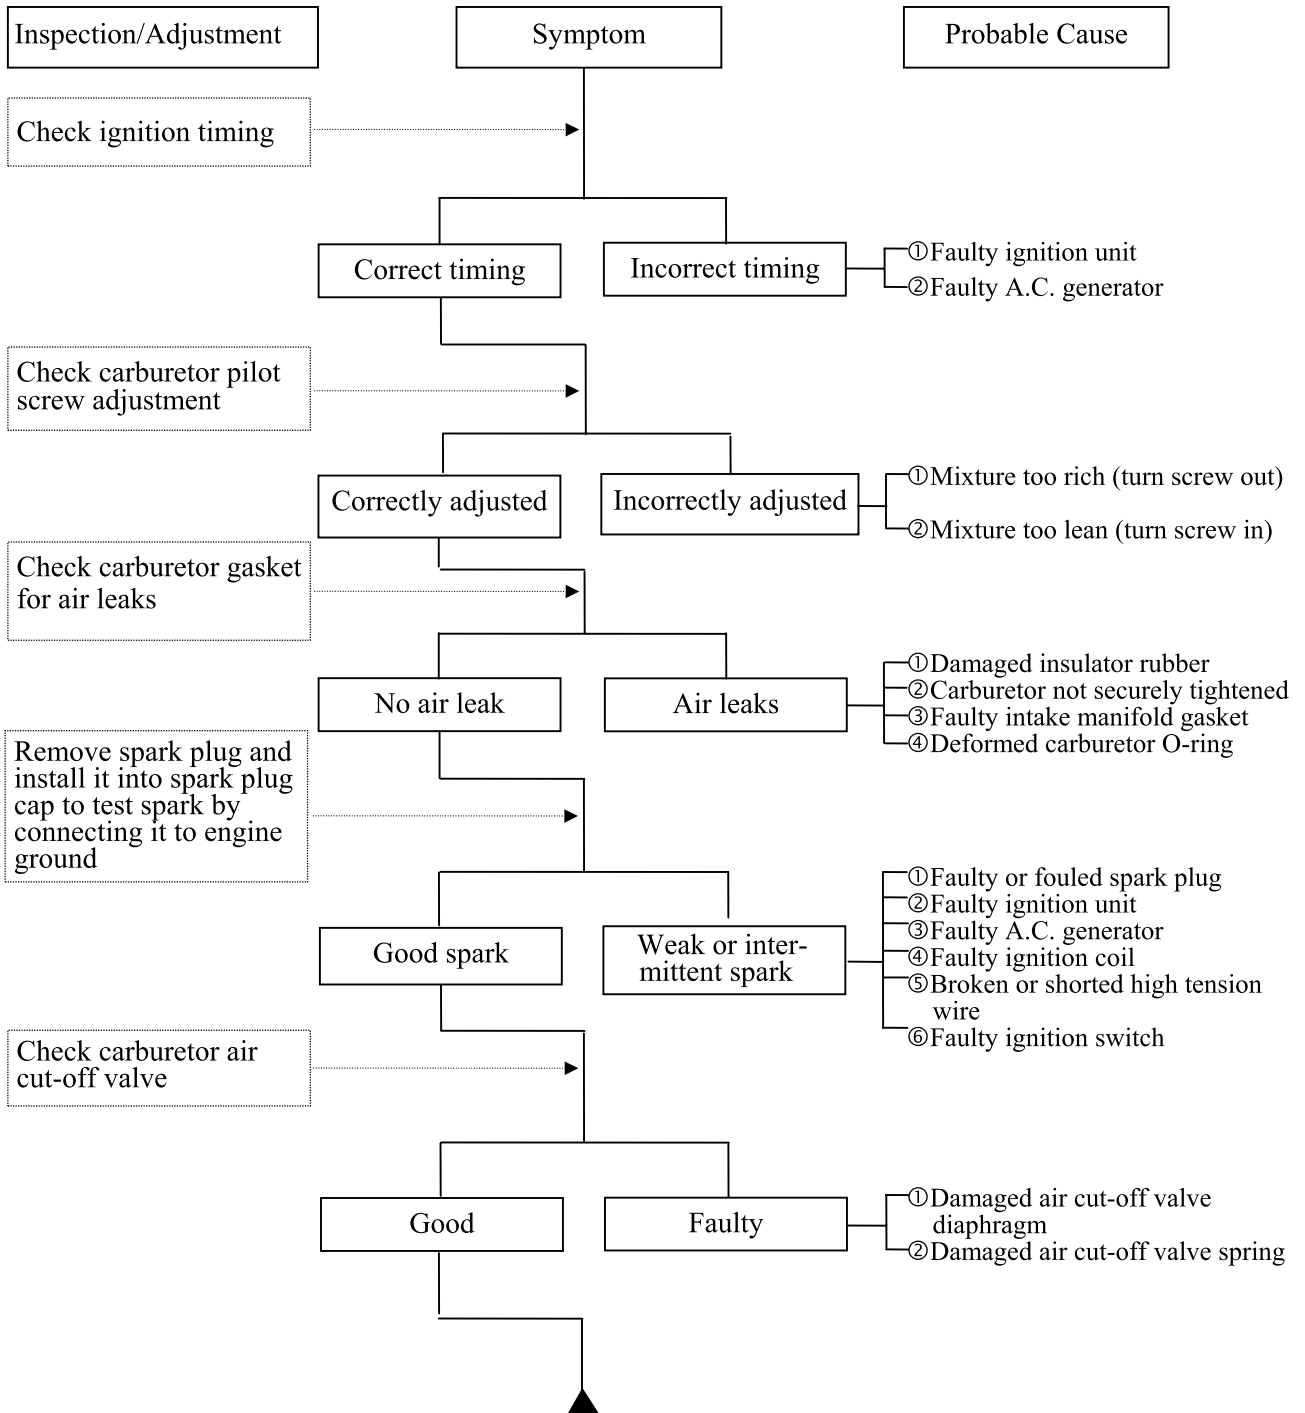 Inspection/Adjustment
Symptom
Probable Cause
Check ignition timing
Correct timing
Incorrect timing
①Faulty ignition unit
②Faulty A.C. generator
Check carburetor pilot
screw adjustment
Correctly adjusted
Incorrectly adjusted
①Mixture too rich (turn screw out)
②Mixture too lean (turn screw in)
Check carburetor gasket
for air leaks
No air leak
Air leaks
①Damaged insulator rubber
②Carburetor not securely tightened
③Faulty intake manifold gasket
④Deformed carburetor O-ring
Remove spark plug and
install it into spark plug
cap to test spark by
connecting it to engine
ground
Good spark
Weak or inter-
mittent spark
①Faulty or fouled spark plug
②Faulty ignition unit
③Faulty A.C. generator
④Faulty ignition coil
⑤Broken or shorted high tension
wire
⑥Faulty ignition switch
Check carburetor air
cut-off valve
Good
Faulty
①Damaged air cut-off valve
diaphragm
②Damaged air cut-off valve spring